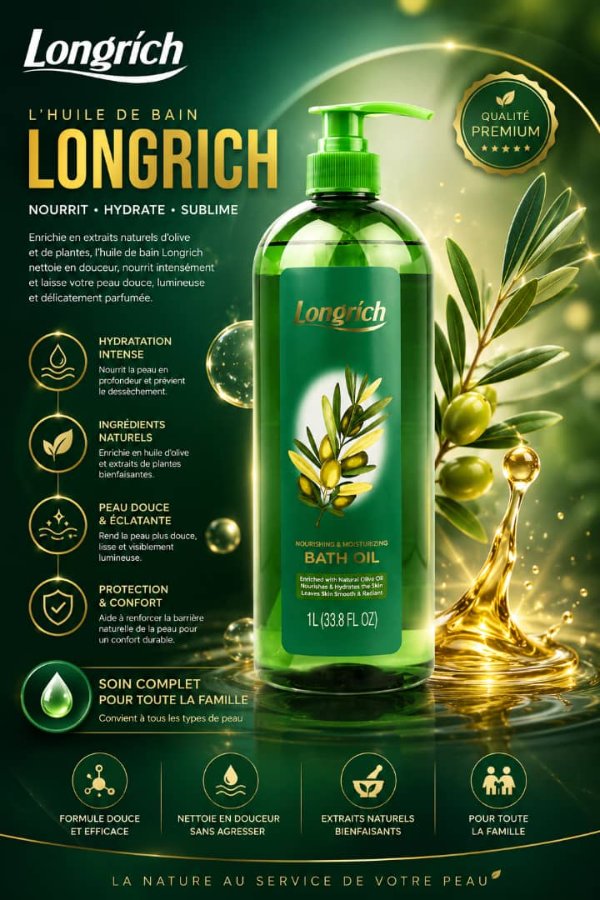 Longrich
L'HUILE DE BAIN
LONGRICH
NOURRIT • HYDRATE • SUBLIME
Enrichie en extraits naturels d'olive
et de plantes, l'huile de bain Longrich
nettoie en douceur, nourrit intensément
et laisse votre peau douce, lumineuse
et délicatement parfumée.
QUALITÉ
PREMIUM
HYDRATATION
INTENSE
Nourrit la peau en
profondeur et prévient
le dessèchement.
INGRÉDIENTS
NATURELS
Enrichie en huile d'olive
et extraits de plantes
bienfaisantes.
PEAU DOUCE
& ÉCLATANTE
Rend la peau plus douce,
lisse et visiblement
lumineuse.
PROTECTION
& CONFORT
Aide à renforcer la barrière
naturelle de la peau pour
un confort durable.
SOIN COMPLET
POUR TOUTE LA FAMILLE
Convient à tous les types de peau
Longrich
NOURISHING & MOISTURIZING
BATH OIL
Enriched with Natural Olive Oil
Nourishes & Hydrates the Skin
Leaves Skin Smooth & Radiant
1L (33.8 FL OZ)
FORMULE DOUCE
ET EFFICACE
NETTOIE EN DOUCEUR
SANS AGRESSER
EXTRAITS NATURELS
BIENFAISANTS
POUR TOUTE
LA FAMILLE
LA NATURE AU SERVICE DE VOTRE PEAU